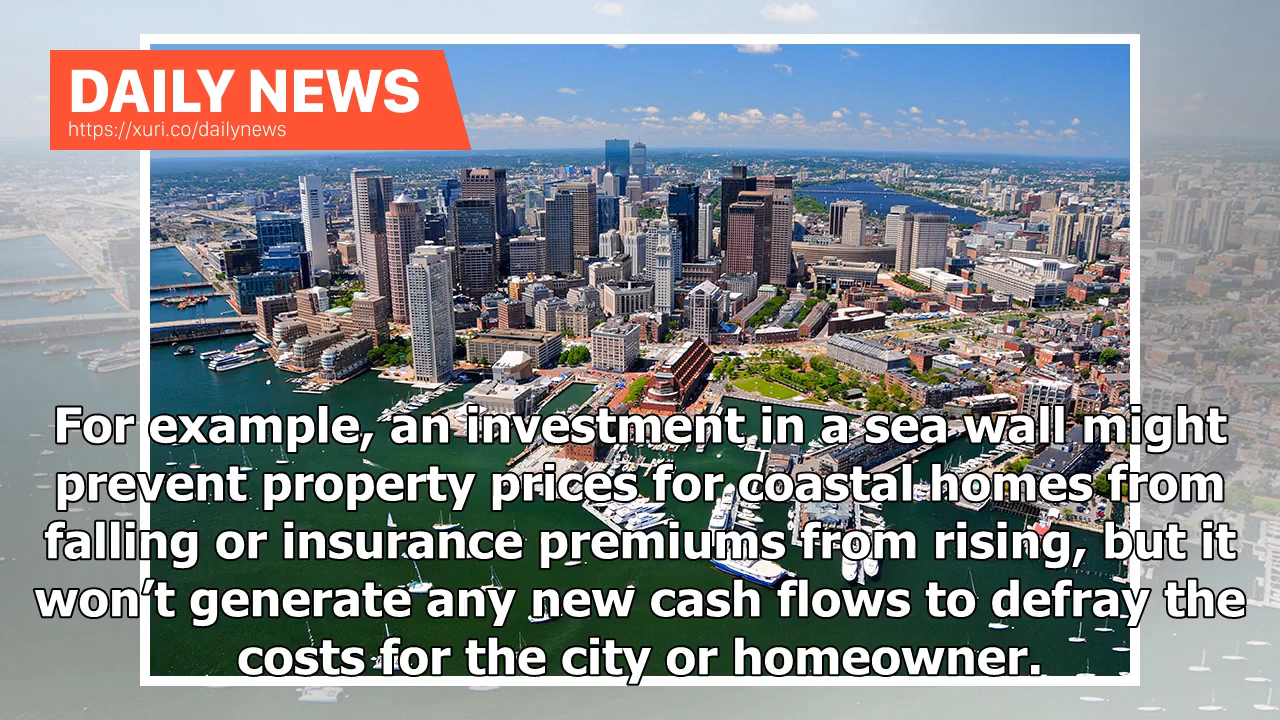 DAILY NEWS
https://xuri.co/dailynews
For example, an investment in a sea wall might
prevent property prices for coastal homes from
falling or insurance premiums from rising, but it
won’t generate any new cash flows to defray the
costs for the city or homeowner.